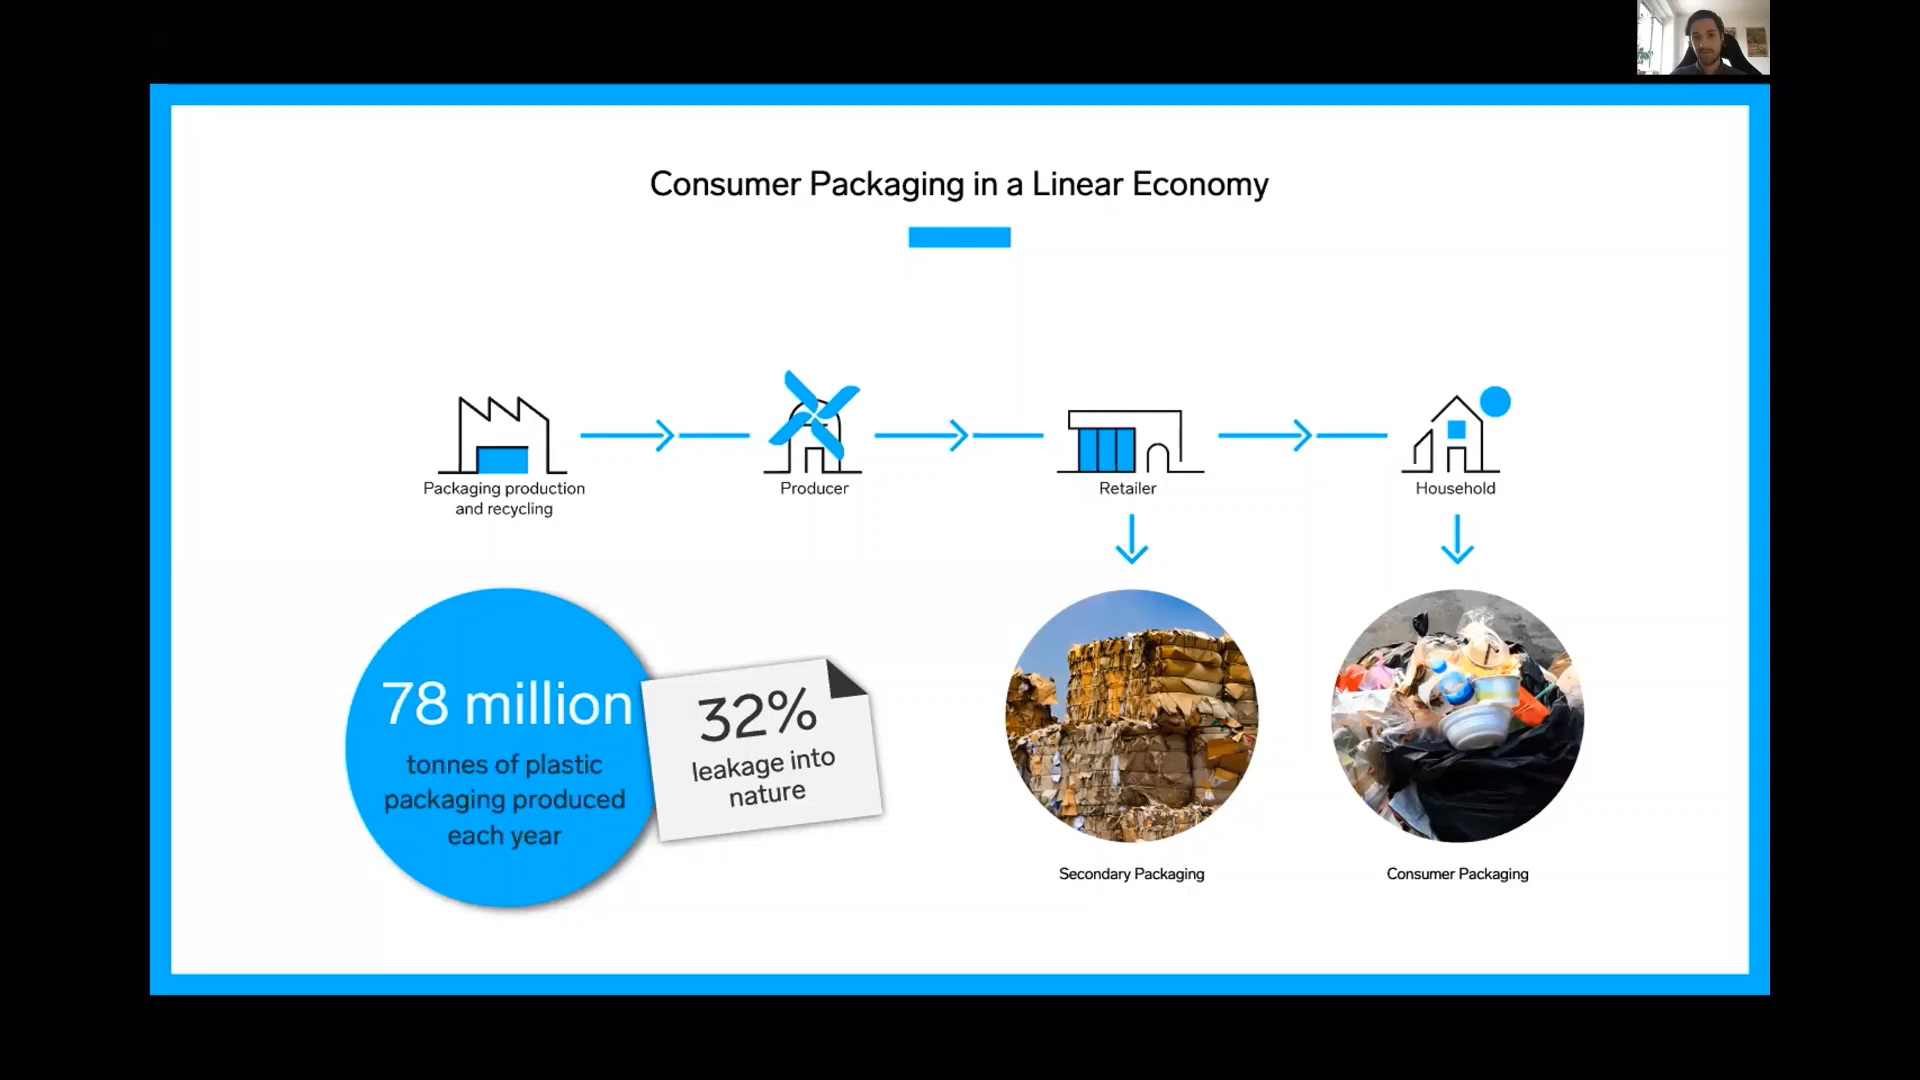 Consumer Packaging in a Linear Economy
Packaging production
and recycling
Producer
Retailer
Household
78 million
tonnes of plastic
packaging produced
each year
32%
leakage into
nature
Secondary Packaging
Consumer Packaging